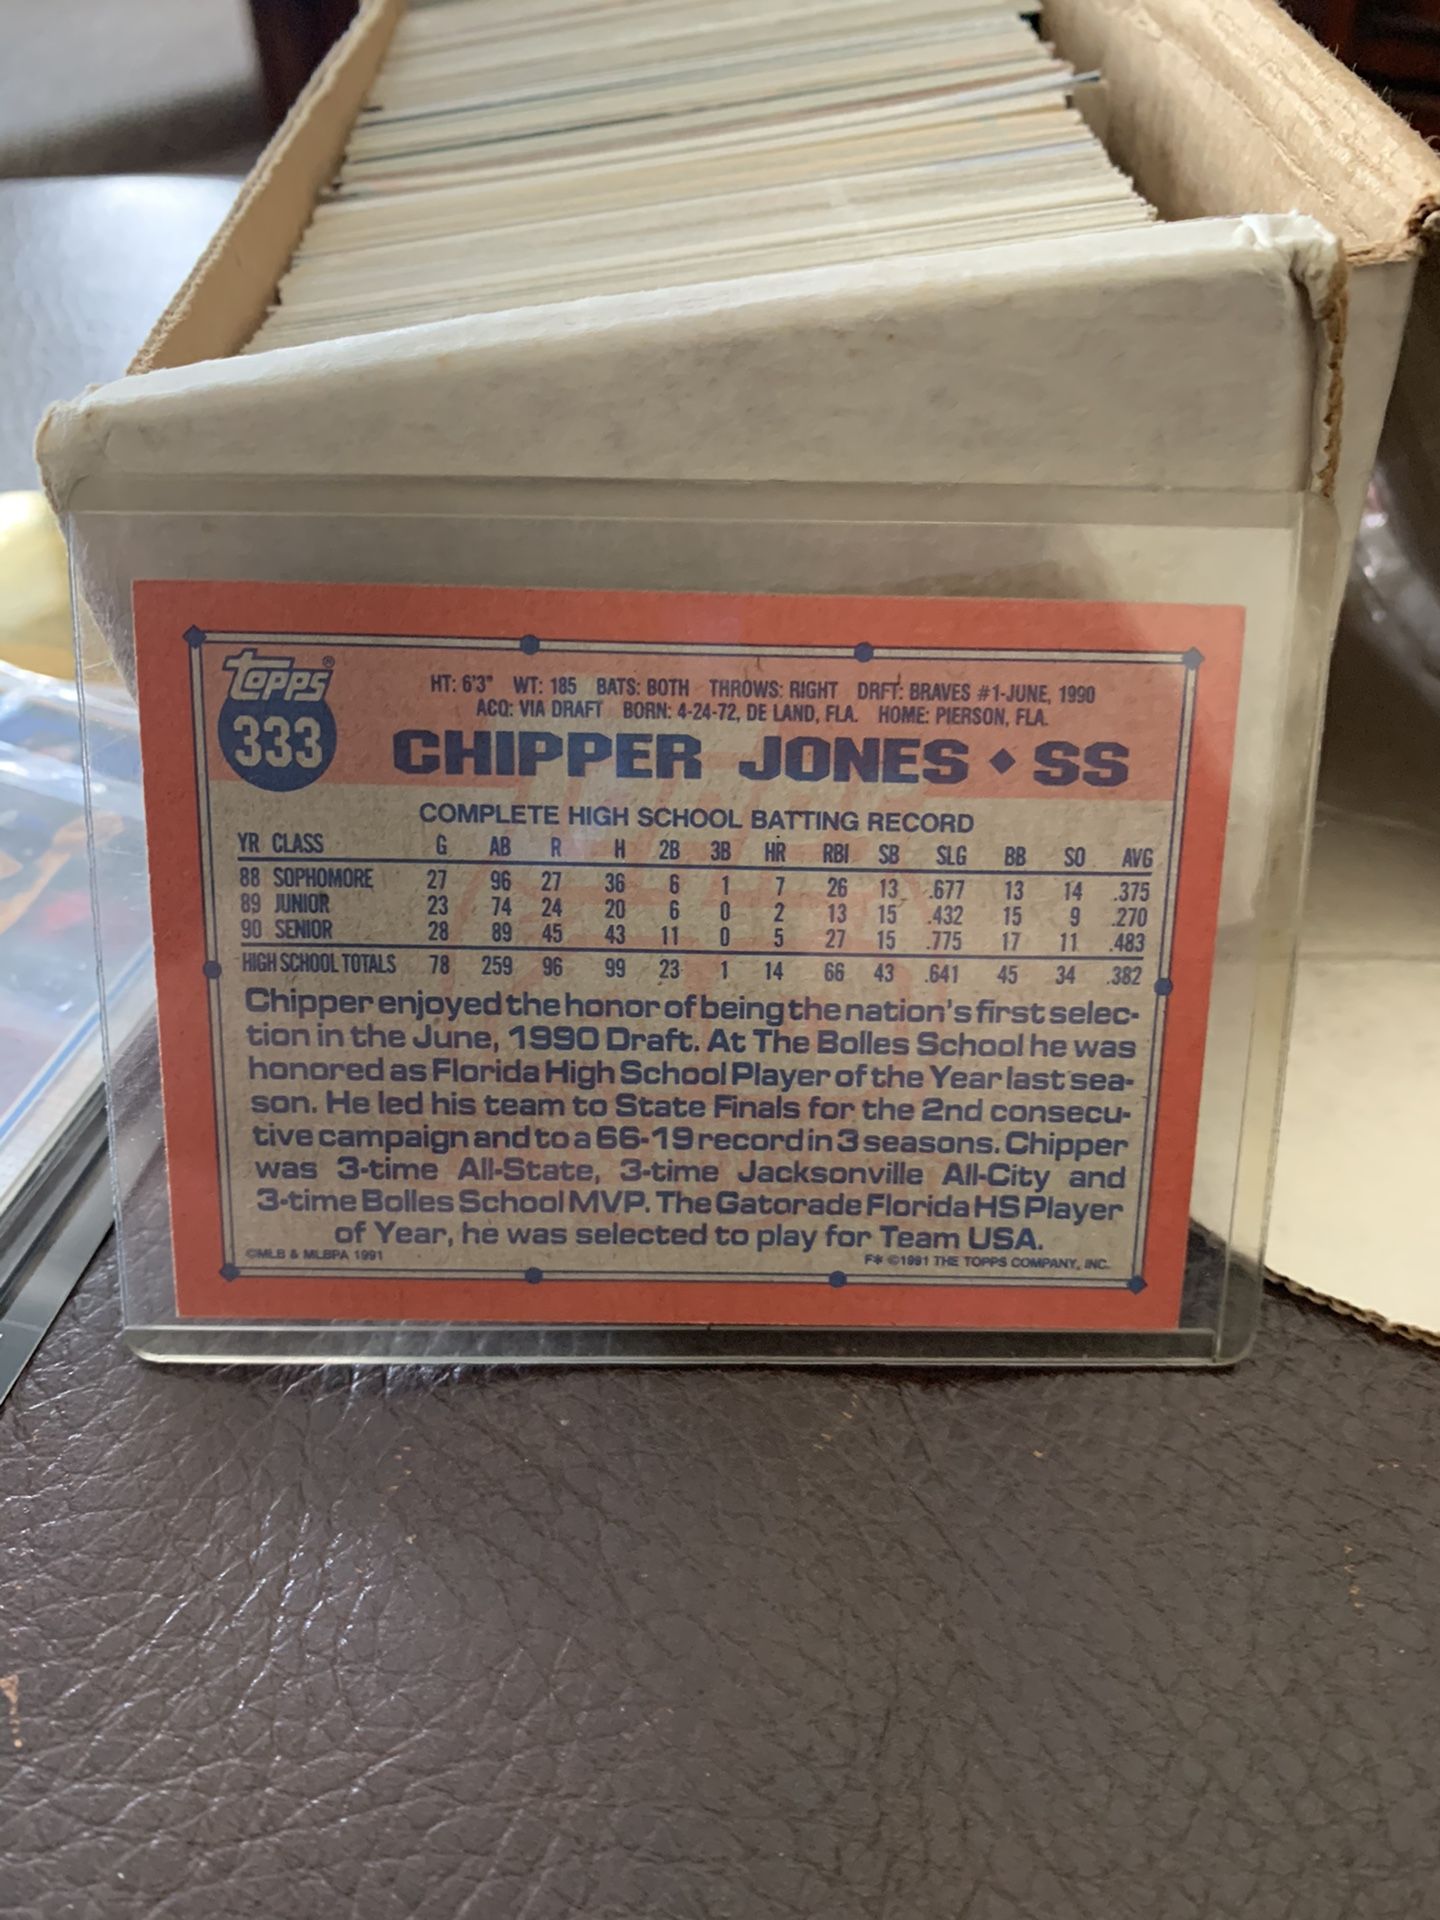 topps®
333
HT: 6'3" WT: 185 BATS: BOTH THROWS: RIGHT DRFT: BRAVES #1-JUNE, 1990
ACQ: VIA DRAFT BORN: 4-24-72, DE LAND, FLA. HOME: PIERSON, FLA.
CHIPPER JONES ◆ SS
COMPLETE HIGH SCHOOL BATTING RECORD
YR CLASS G AB R H 2B 3B HR RBI SB SLG BB SO AVG
88 SOPHOMORE 27 96 27 36 6 1 7 26 13 .677 13 14 .375
89 JUNIOR 23 74 24 20 6 0 2 13 15 .432 15 9 .270
90 SENIOR 28 89 45 43 11 0 5 27 15 .775 17 11 .483
HIGH SCHOOL TOTALS 78 259 96 99 23 1 14 66 43 .641 45 34 .382
Chipper enjoyed the honor of being the nation's first selec-
tion in the June, 1990 Draft. At The Bolles School he was
honored as Florida High School Player of the Year last sea-
son. He led his team to State Finals for the 2nd consecu-
tive campaign and to a 66-19 record in 3 seasons. Chipper
was 3-time All-State, 3-time Jacksonville All-City and
3-time Bolles School MVP. The Gatorade Florida HS Player
of Year, he was selected to play for Team USA.
©MLB & MLBPA 1991 F* ©1991 THE TOPPS COMPANY, INC.